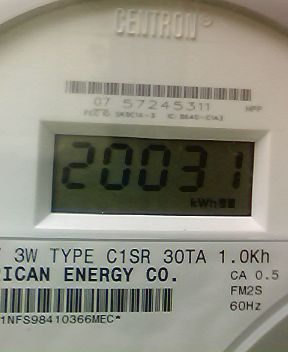 CENTRON
07 57245311
20031
kWh
3W TYPE C1SR 30TA 1.0Kh
RICAN ENERGY CO.
CA 0.5
FM2S
60Hz
1NFS98410366MEC*